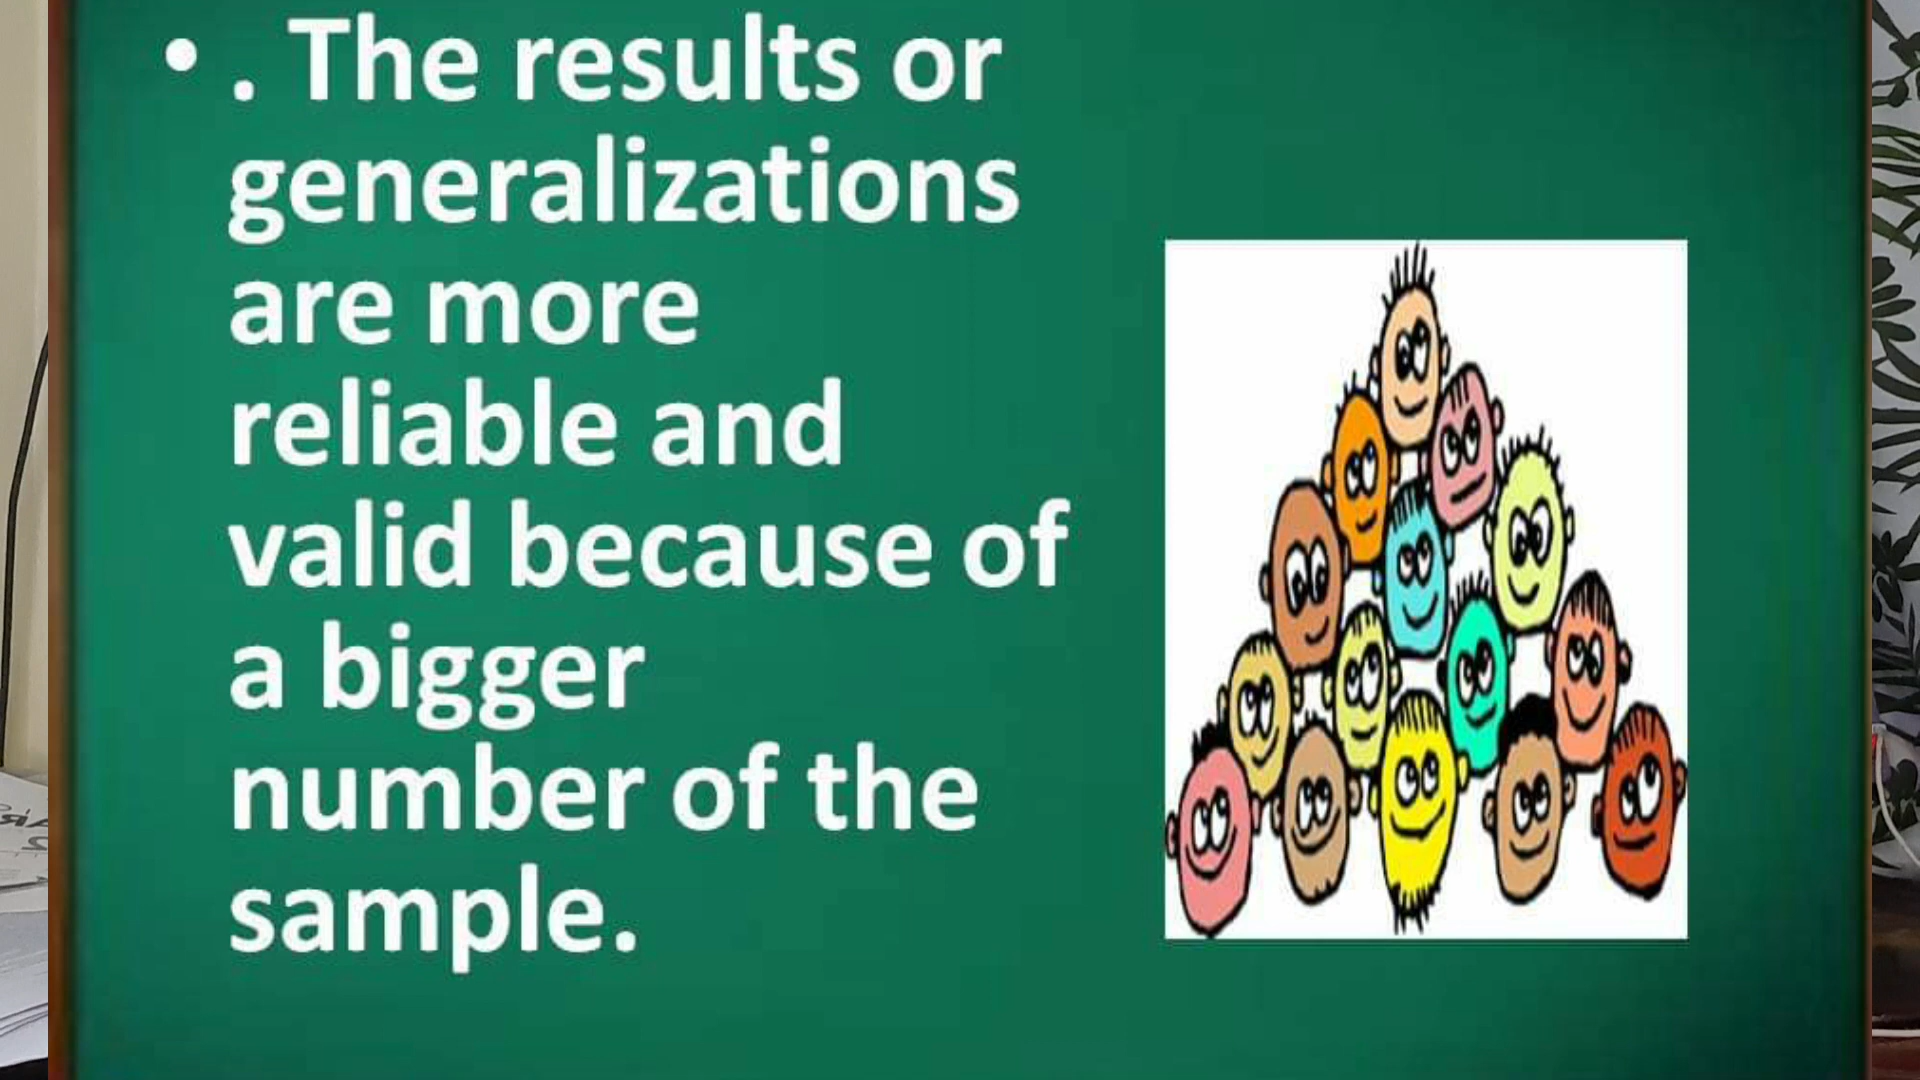 • . The results or
generalizations
are more
reliable and
valid because of
a bigger
number of the
sample.